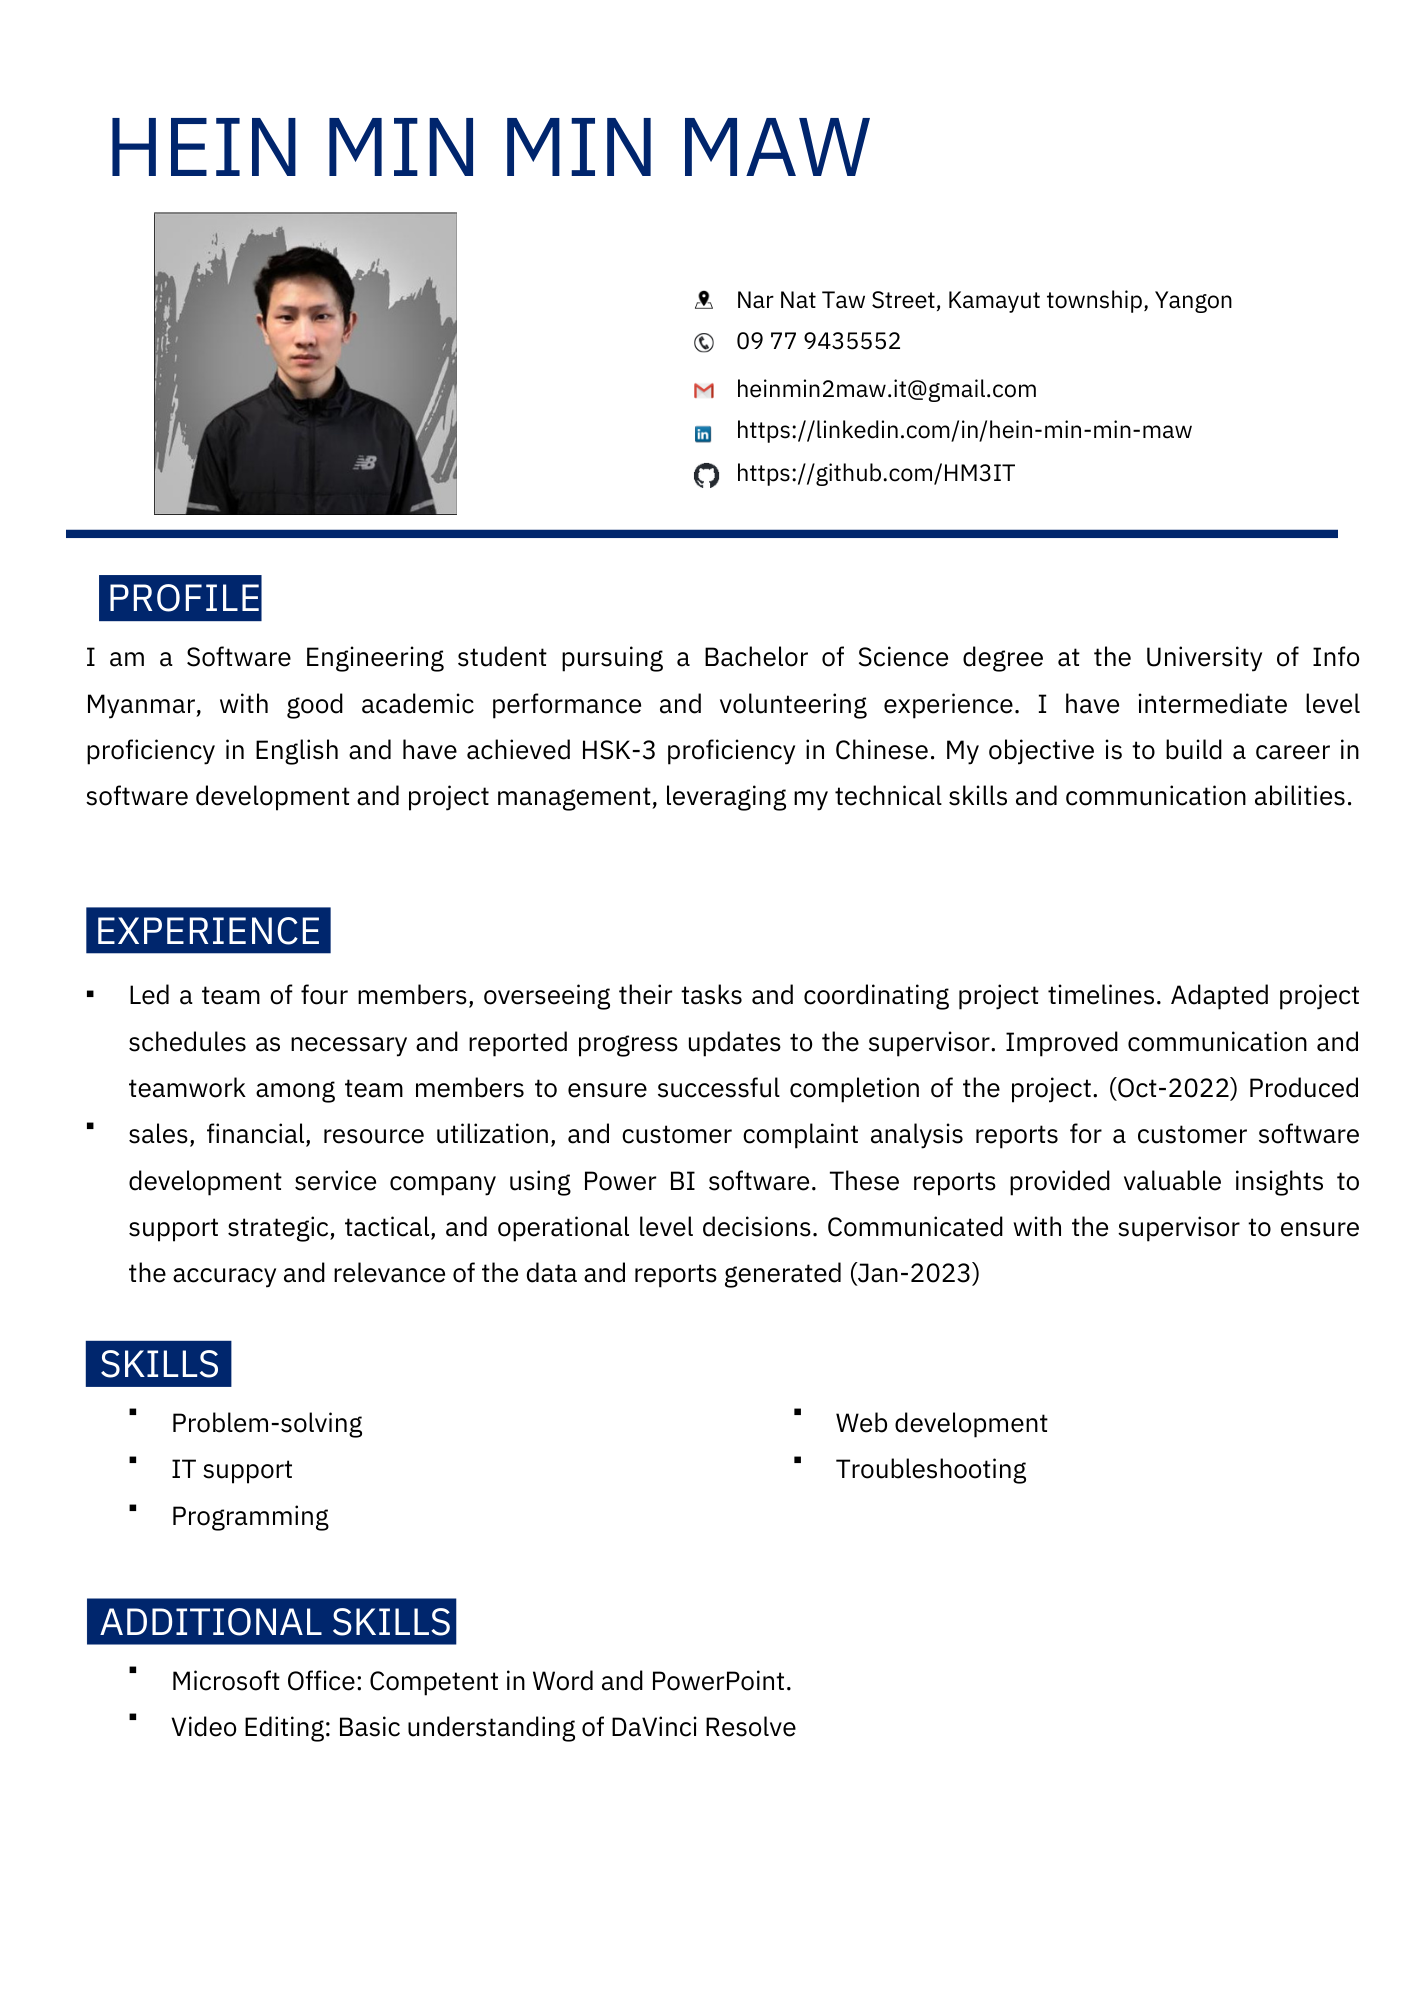 HEIN MIN MIN MAW
NB
Nar Nat Taw Street, Kamayut township, Yangon
09 77 9435552
heinmin2maw.it@gmail.com
in
https://linkedin.com/in/hein-min-min-maw
https://github.com/HM3IT
PROFILE
I am a Software Engineering student pursuing a Bachelor of Science degree at the University of Info
Myanmar, with good academic performance and volunteering experience. I have intermediate level
proficiency in English and have achieved HSK-3 proficiency in Chinese. My objective is to build a career in
software development and project management, leveraging my technical skills and communication abilities.
EXPERIENCE
▪ Led a team of four members, overseeing their tasks and coordinating project timelines. Adapted project
schedules as necessary and reported progress updates to the supervisor. Improved communication and
teamwork among team members to ensure successful completion of the project. (Oct-2022) Produced
▪ sales, financial, resource utilization, and customer complaint analysis reports for a customer software
development service company using Power BI software. These reports provided valuable insights to
support strategic, tactical, and operational level decisions. Communicated with the supervisor to ensure
the accuracy and relevance of the data and reports generated (Jan-2023)
SKILLS
▪ Problem-solving
▪ IT support
▪ Programming
▪ Web development
▪ Troubleshooting
ADDITIONAL SKILLS
▪ Microsoft Office: Competent in Word and PowerPoint.
▪ Video Editing: Basic understanding of DaVinci Resolve